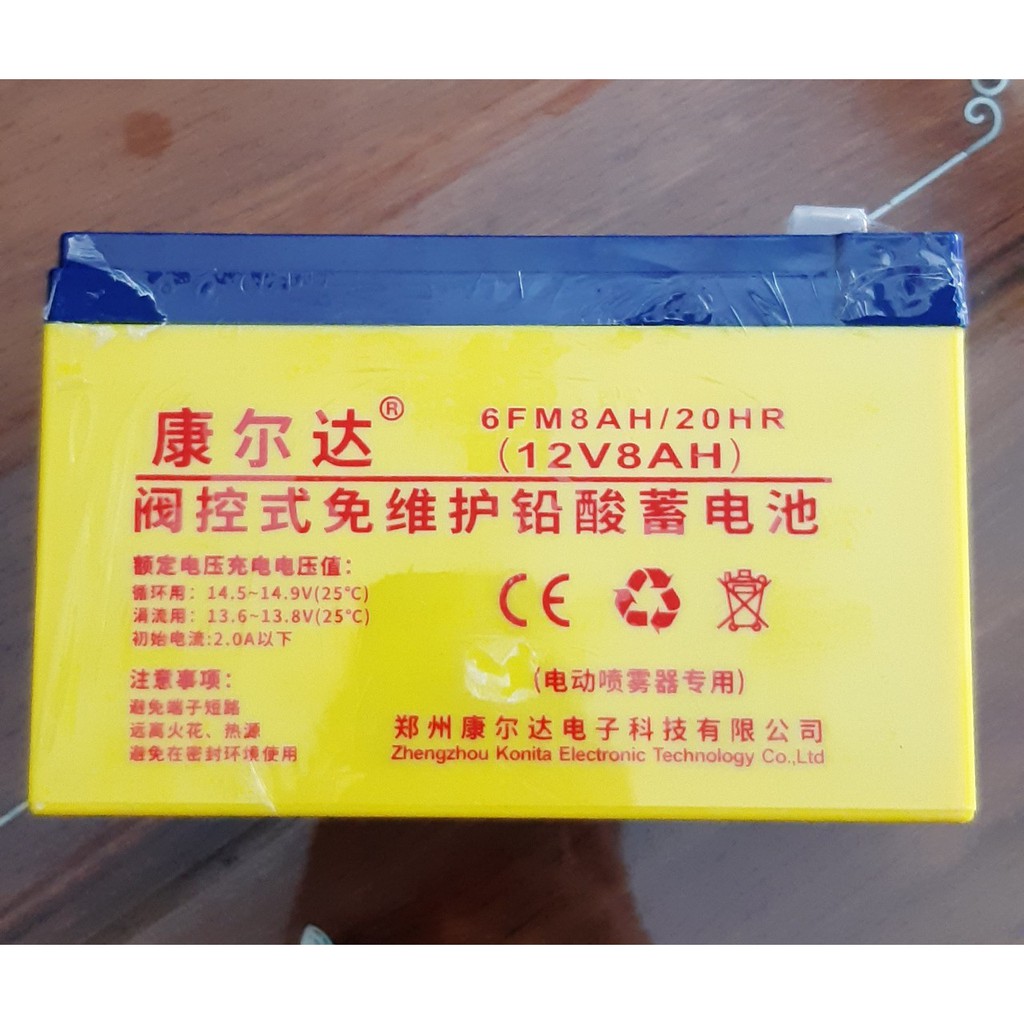 康尔达®
6FM8AH/20HR
(12V8AH)
阀控式免维护铅酸蓄电池
额定电压充电电压值:
循环用: 14.5~14.9V(25℃)
涓流用: 13.6~13.8V(25℃)
初始电流:2.0A以下
CE
注意事项:
避免端子短路
远离火花、热源
避免在密封环境使用
(电动喷雾器专用)
郑州康尔达电子科技有限公司
Zhengzhou Konita Electronic Technology Co.,Ltd